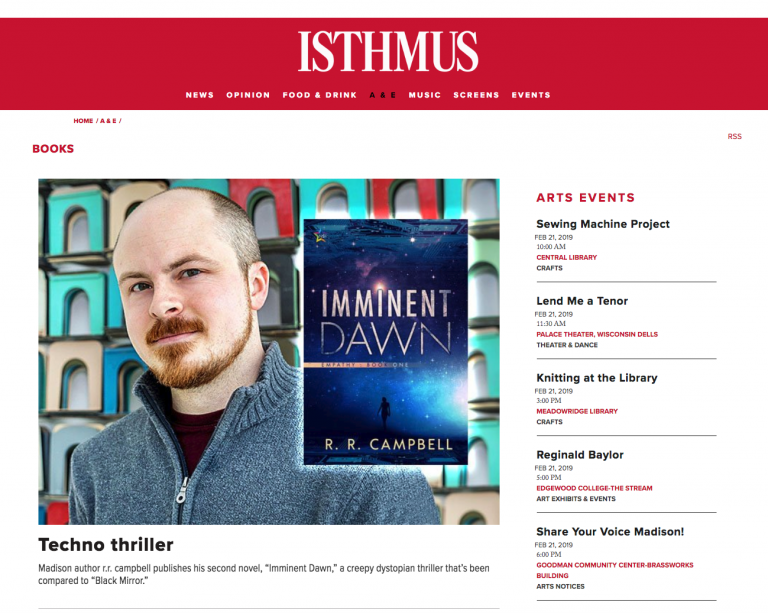 ISTHMUS
NEWS OPINION FOOD & DRINK A & E MUSIC SCREENS EVENTS
HOME / A & E /
RSS
BOOKS
IMMINENT
DAWN
EMPATHY : BOOK ONE
R. R. CAMPBELL
Techno thriller
Madison author r.r. campbell publishes his second novel, “Imminent Dawn,” a creepy dystopian thriller that’s been
compared to “Black Mirror.”
ARTS EVENTS
Sewing Machine Project
FEB 21, 2019
10:00 AM
CENTRAL LIBRARY
CRAFTS
Lend Me a Tenor
FEB 21, 2019
11:30 AM
PALACE THEATER, WISCONSIN DELLS
THEATER & DANCE
Knitting at the Library
FEB 21, 2019
3:00 PM
MEADOWRIDGE LIBRARY
CRAFTS
Reginald Baylor
FEB 21, 2019
5:00 PM
EDGEWOOD COLLEGE-THE STREAM
ART EXHIBITS & EVENTS
Share Your Voice Madison!
FEB 21, 2019
6:00 PM
GOODMAN COMMUNITY CENTER-BRASSWORKS
BUILDING
ARTS NOTICES